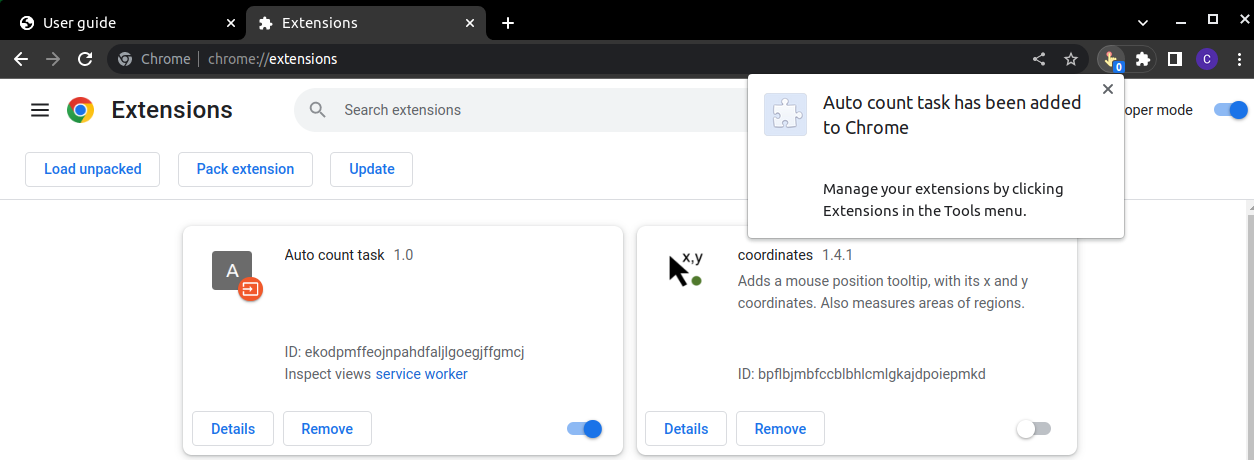 User guide
Extensions
Chrome
chrome://extensions
0
C
Extensions
Search extensions
oper mode
Auto count task has been added
to Chrome
Manage your extensions by clicking
Extensions in the Tools menu.
Load unpacked
Pack extension
Update
A
Auto count task 1.0
ID: ekodpmffeojnpahdfaljlgoegjffgmcj
Inspect views service worker
Details
Remove
x,y
coordinates 1.4.1
Adds a mouse position tooltip, with its x and y
coordinates. Also measures areas of regions.
ID: bpflbjmbfccblbhlcmlgkajdpoiepmkd
Details
Remove